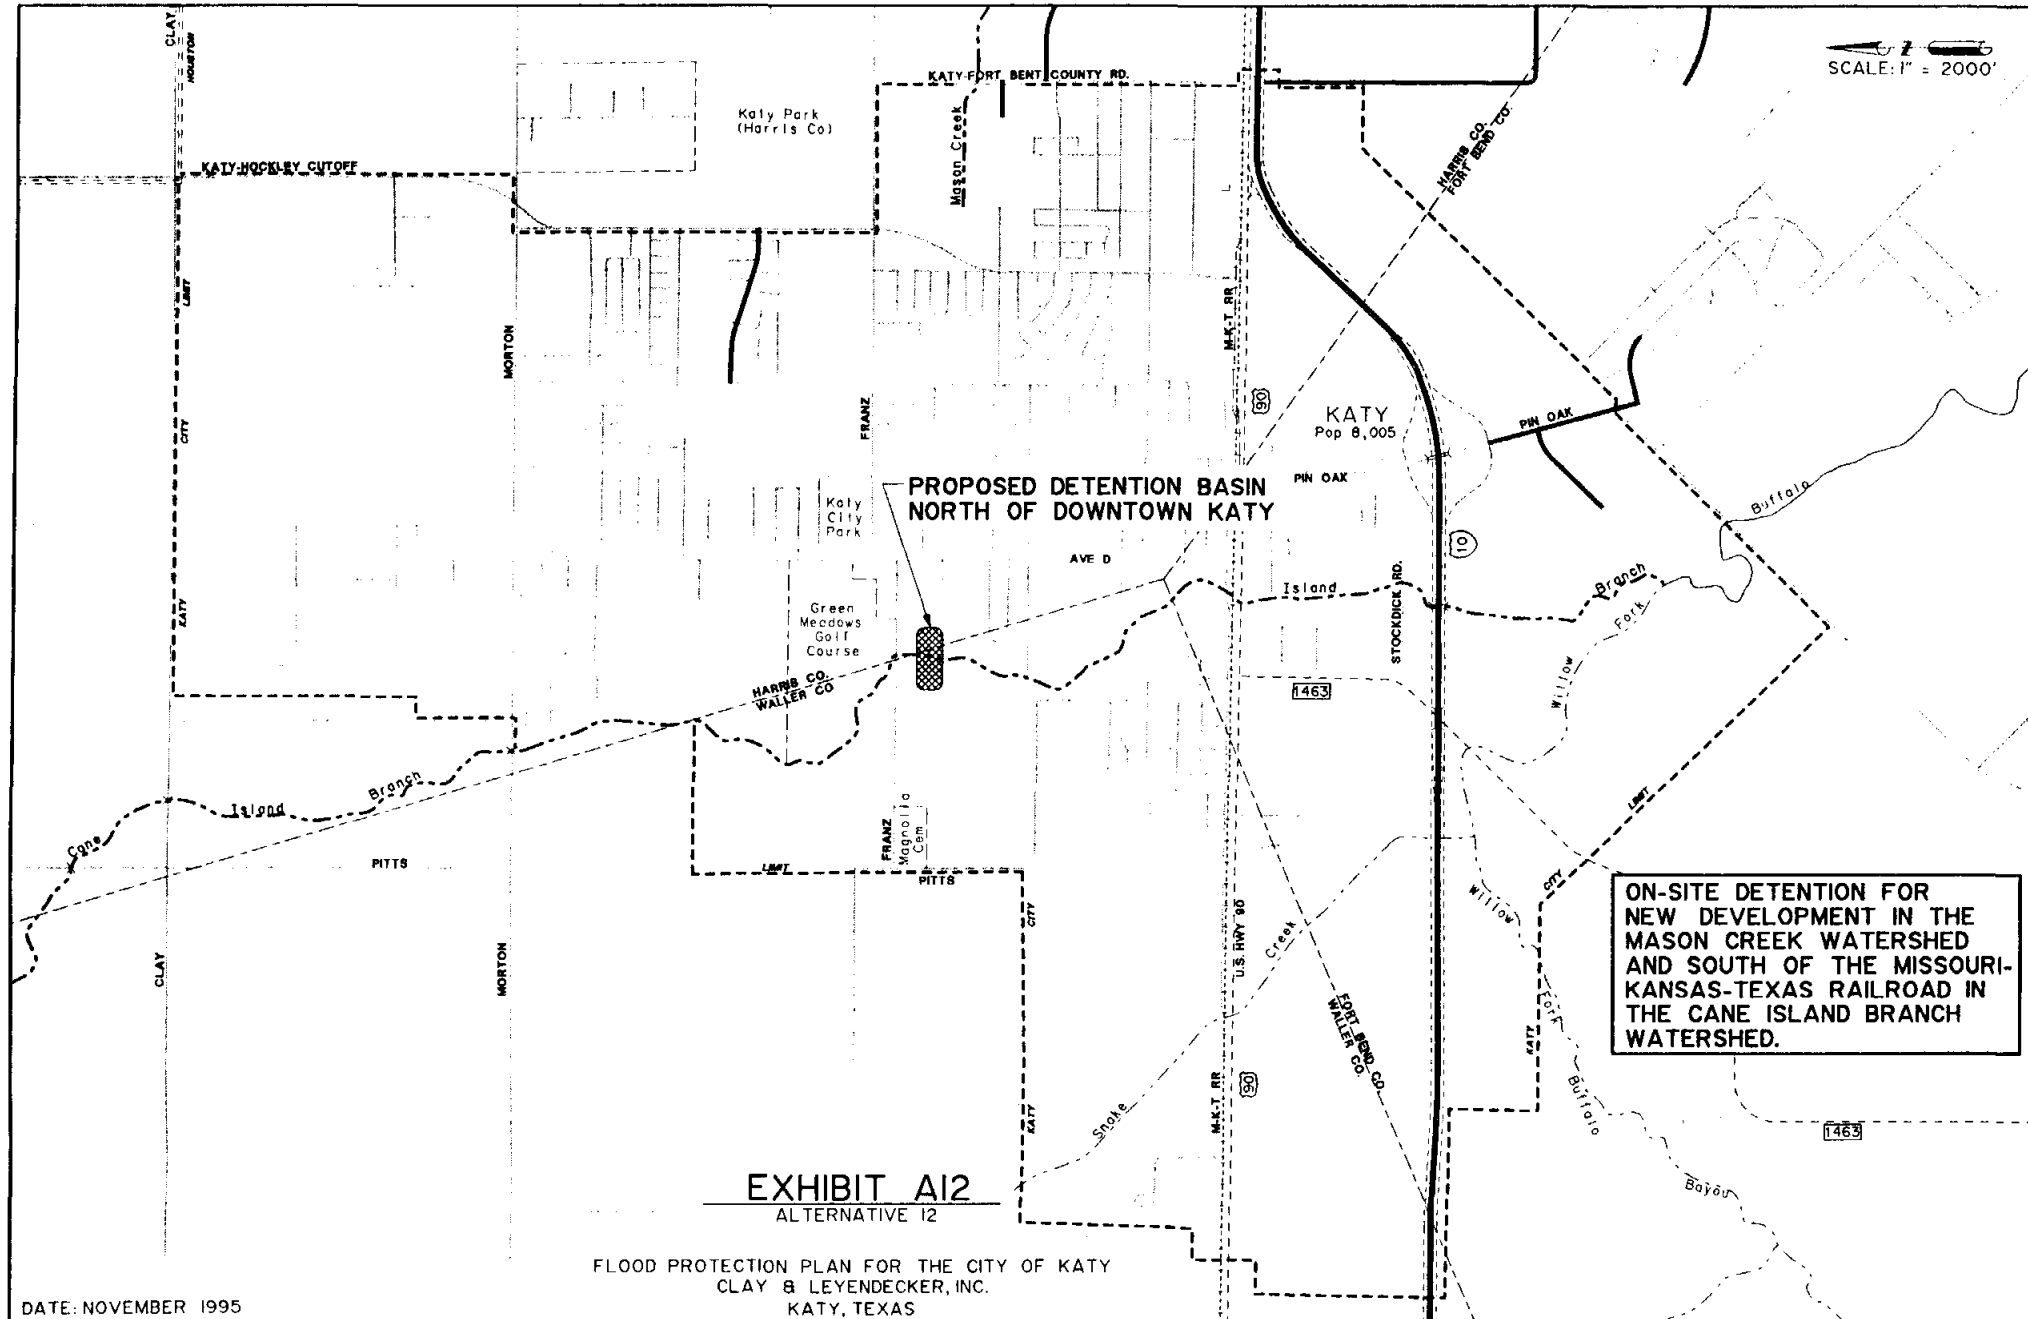 CLAY
HOUSTON
KATY-HOCKLEY CUTOFF
Katy Park
(Harris Co)
KATY-FORT BENT COUNTY RD.
Mason Creek
SCALE: 1" = 2000'
HARRIS CO.
FORT BEND CO.
LIMIT
CITY
KATY
MORTON
FRANZ
M-K-T RR
90
KATY
Pop 8,005
PIN OAK
PIN OAK
PROPOSED DETENTION BASIN
NORTH OF DOWNTOWN KATY
Katy
City
Park
AVE D
10
Buffalo
Island
Branch
Fork
Willow
STOCKDICK RD.
Green
Meadows
Golf
Course
HARRIS CO.
WALLER CO
1463
Cane
Island
Branch
PITTS
FRANZ
Magnolia
Cem
LIMIT
PITTS
LIMIT
CITY
KATY
CLAY
MORTON
CITY
KATY
U.S. HWY 90
M-K-T RR
90
Snake
Creek
FORT BEND CO.
WALLER CO.
Willow
Fork
Buffalo
Bayou
1463
ON-SITE DETENTION FOR
NEW DEVELOPMENT IN THE
MASON CREEK WATERSHED
AND SOUTH OF THE MISSOURI-
KANSAS-TEXAS RAILROAD IN
THE CANE ISLAND BRANCH
WATERSHED.
EXHIBIT A12
ALTERNATIVE 12
FLOOD PROTECTION PLAN FOR THE CITY OF KATY
CLAY & LEYENDECKER, INC.
KATY, TEXAS
DATE: NOVEMBER 1995